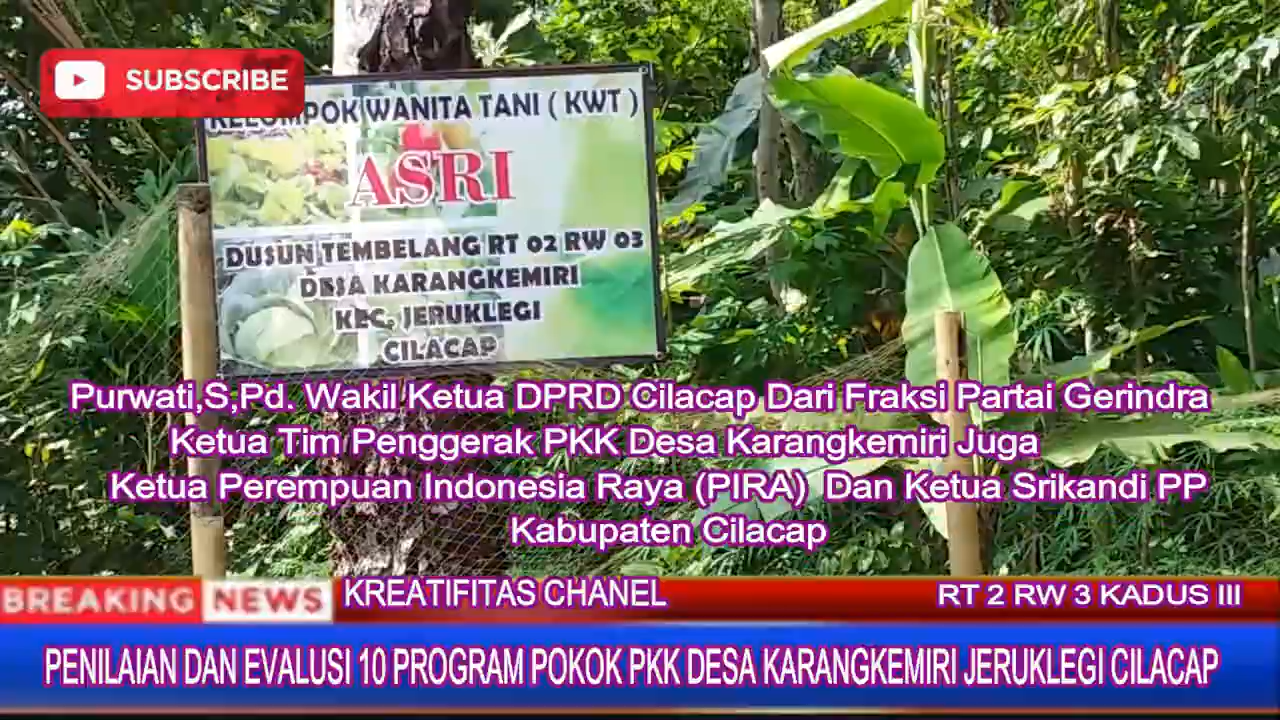 SUBSCRIBE
KELOMPOK WANITA TANI ( KWT )
ASRI
DUSUN TEMBELANG RT 02 RW 03
DESA KARANGKEMIRI
KEC. JERUKLEGI
CILACAP
Purwati,S,Pd. Wakil Ketua DPRD Cilacap Dari Fraksi Partai Gerindra
Ketua Tim Penggerak PKK Desa Karangkemiri Juga
Ketua Perempuan Indonesia Raya (PIRA) Dan Ketua Srikandi PP
Kabupaten Cilacap
BREAKING NEWS KREATIFITAS CHANEL RT 2 RW 3 KADUS III
PENILAIAN DAN EVALUSI 10 PROGRAM POKOK PKK DESA KARANGKEMIRI JERUKLEGI CILACAP